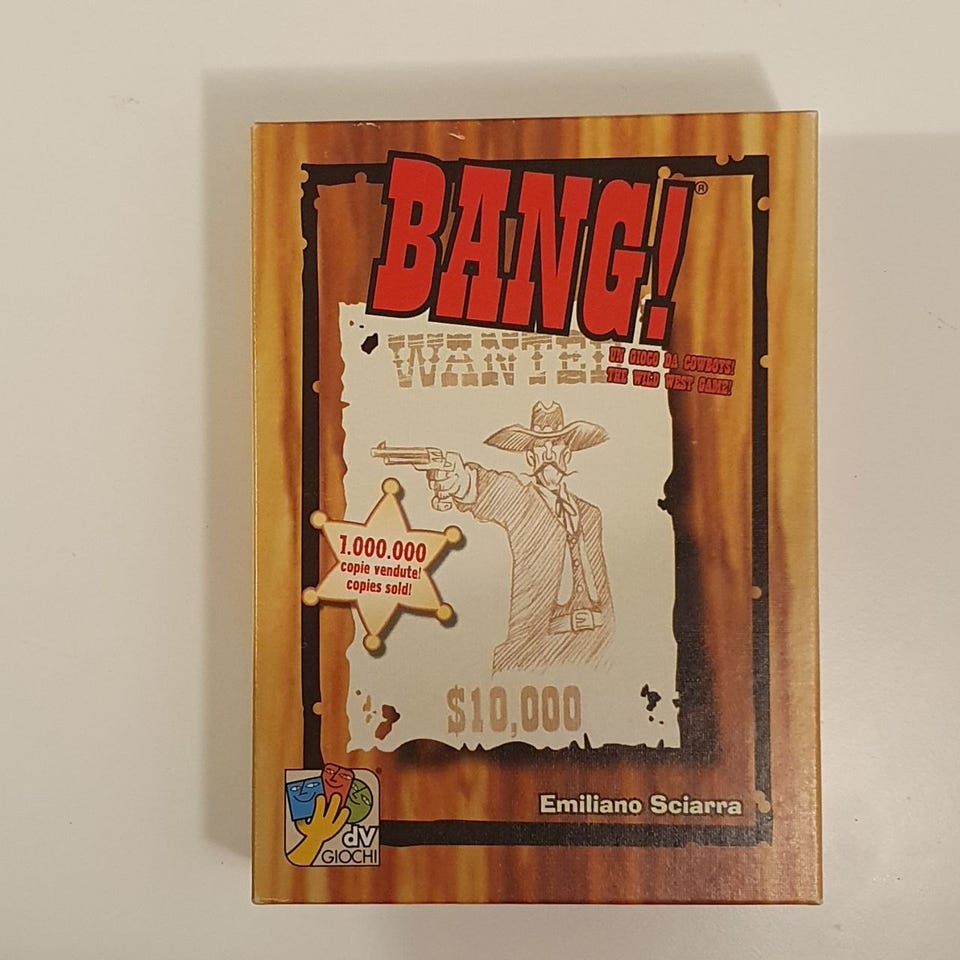 BANG!®
WANTED
UN GIOCO DA COWBOYS!
THE WILD WEST GAME!
1.000.000
copie vendute!
copies sold!
$10,000
Emiliano Sciarra
dV
GIOCHI